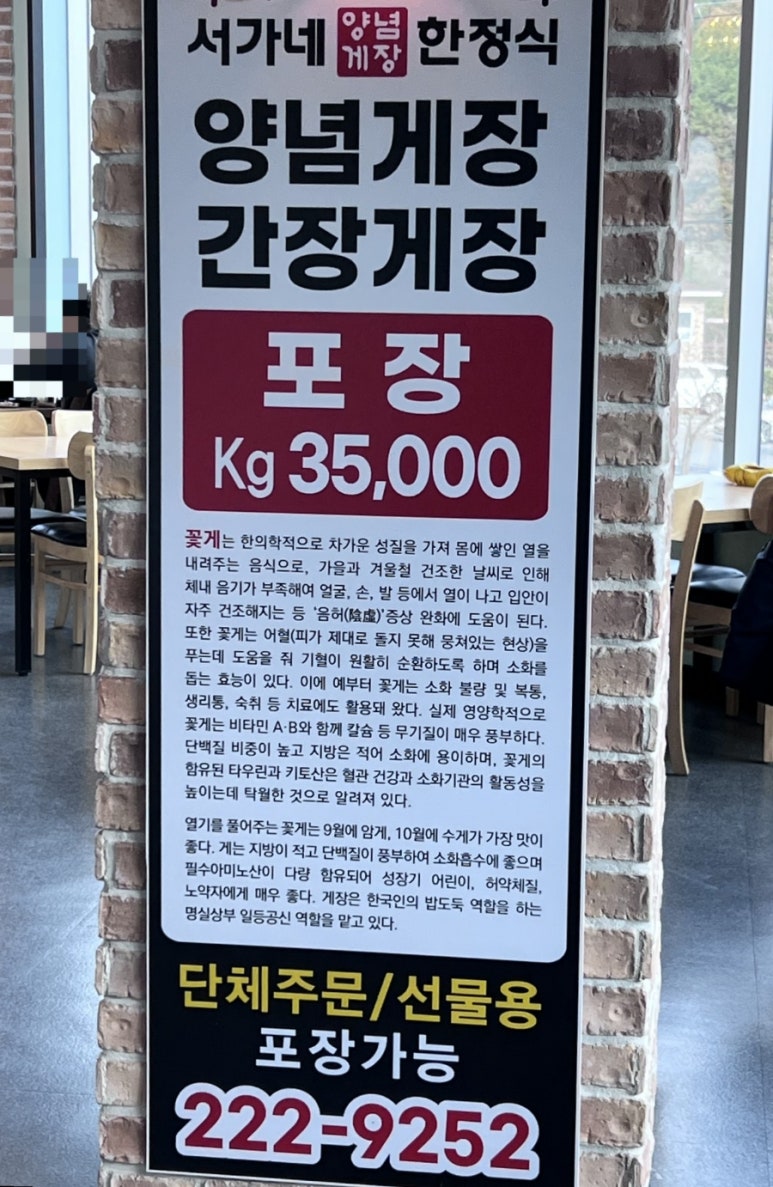 서가네 양념게장 한정식
양념게장
간장게장
포장
Kg 35,000
꽃게는 한의학적으로 차가운 성질을 가져 몸에 쌓인 열을
내려주는 음식으로, 가을과 겨울철 건조한 날씨로 인해
체내 음기가 부족해여 얼굴, 손, 발 등에서 열이 나고 입안이
자주 건조해지는 등 '음허(陰虛)'증상 완화에 도움이 된다.
또한 꽃게는 어혈(피가 제대로 돌지 못해 뭉쳐있는 현상)을
푸는데 도움을 줘 기혈이 원활히 순환하도록 하며 소화를
돕는 효능이 있다. 이에 예부터 꽃게는 소화 불량 및 복통,
생리통, 숙취 등 치료에도 활용돼 왔다. 실제 영양학적으로
꽃게는 비타민 A·B와 함께 칼슘 등 무기질이 매우 풍부하다.
단백질 비중이 높고 지방은 적어 소화에 용이하며, 꽃게의
함유된 타우린과 키토산은 혈관 건강과 소화기관의 활동성을
높이는데 탁월한 것으로 알려져 있다.
열기를 풀어주는 꽃게는 9월에 암게, 10월에 수게가 가장 맛이
좋다. 게는 지방이 적고 단백질이 풍부하여 소화흡수에 좋으며
필수아미노산이 다량 함유되어 성장기 어린이, 허약체질,
노약자에게 매우 좋다. 게장은 한국인의 밥도둑 역할을 하는
명실상부 일등공신 역할을 맡고 있다.
단체주문/선물용
포장가능
222-9252